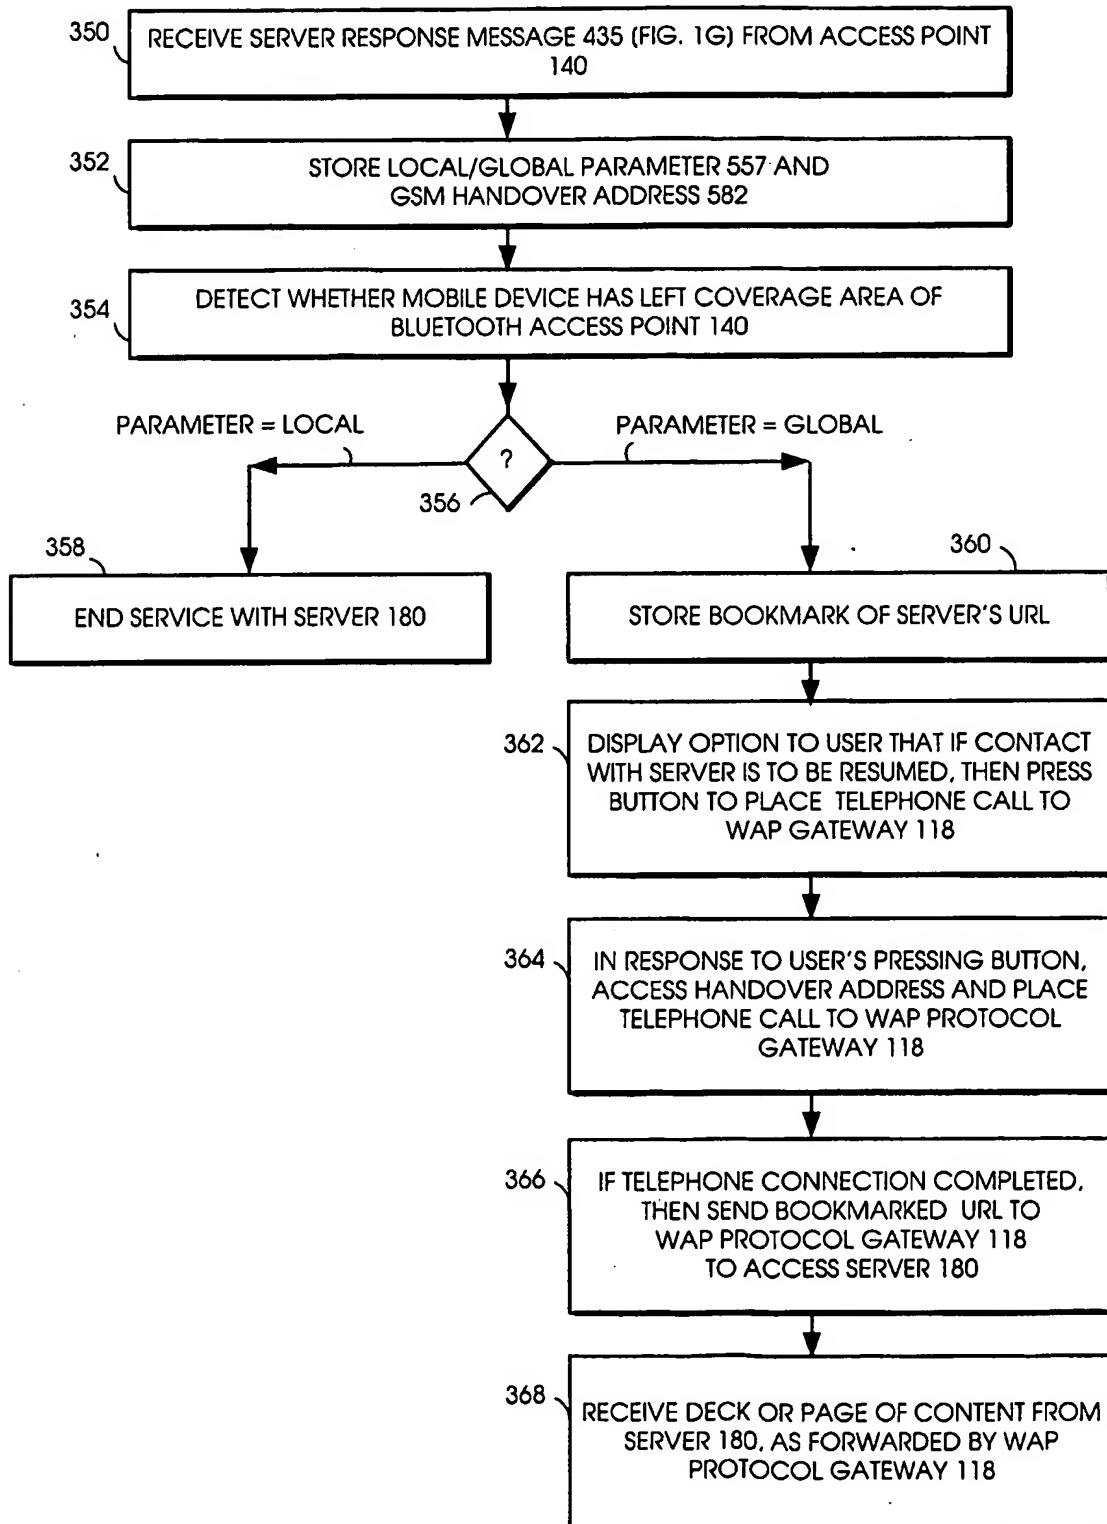 350
RECEIVE SERVER RESPONSE MESSAGE 435 (FIG. 1G) FROM ACCESS POINT
140
352
STORE LOCAL/GLOBAL PARAMETER 557 AND
GSM HANDOVER ADDRESS 582
354
DETECT WHETHER MOBILE DEVICE HAS LEFT COVERAGE AREA OF
BLUETOOTH ACCESS POINT 140
PARAMETER = LOCAL
PARAMETER = GLOBAL
?
356
358
END SERVICE WITH SERVER 180
360
STORE BOOKMARK OF SERVER'S URL
362
DISPLAY OPTION TO USER THAT IF CONTACT
WITH SERVER IS TO BE RESUMED, THEN PRESS
BUTTON TO PLACE TELEPHONE CALL TO
WAP GATEWAY 118
364
IN RESPONSE TO USER'S PRESSING BUTTON,
ACCESS HANDOVER ADDRESS AND PLACE
TELEPHONE CALL TO WAP PROTOCOL
GATEWAY 118
366
IF TELEPHONE CONNECTION COMPLETED,
THEN SEND BOOKMARKED URL TO
WAP PROTOCOL GATEWAY 118
TO ACCESS SERVER 180
368
RECEIVE DECK OR PAGE OF CONTENT FROM
SERVER 180, AS FORWARDED BY WAP
PROTOCOL GATEWAY 118